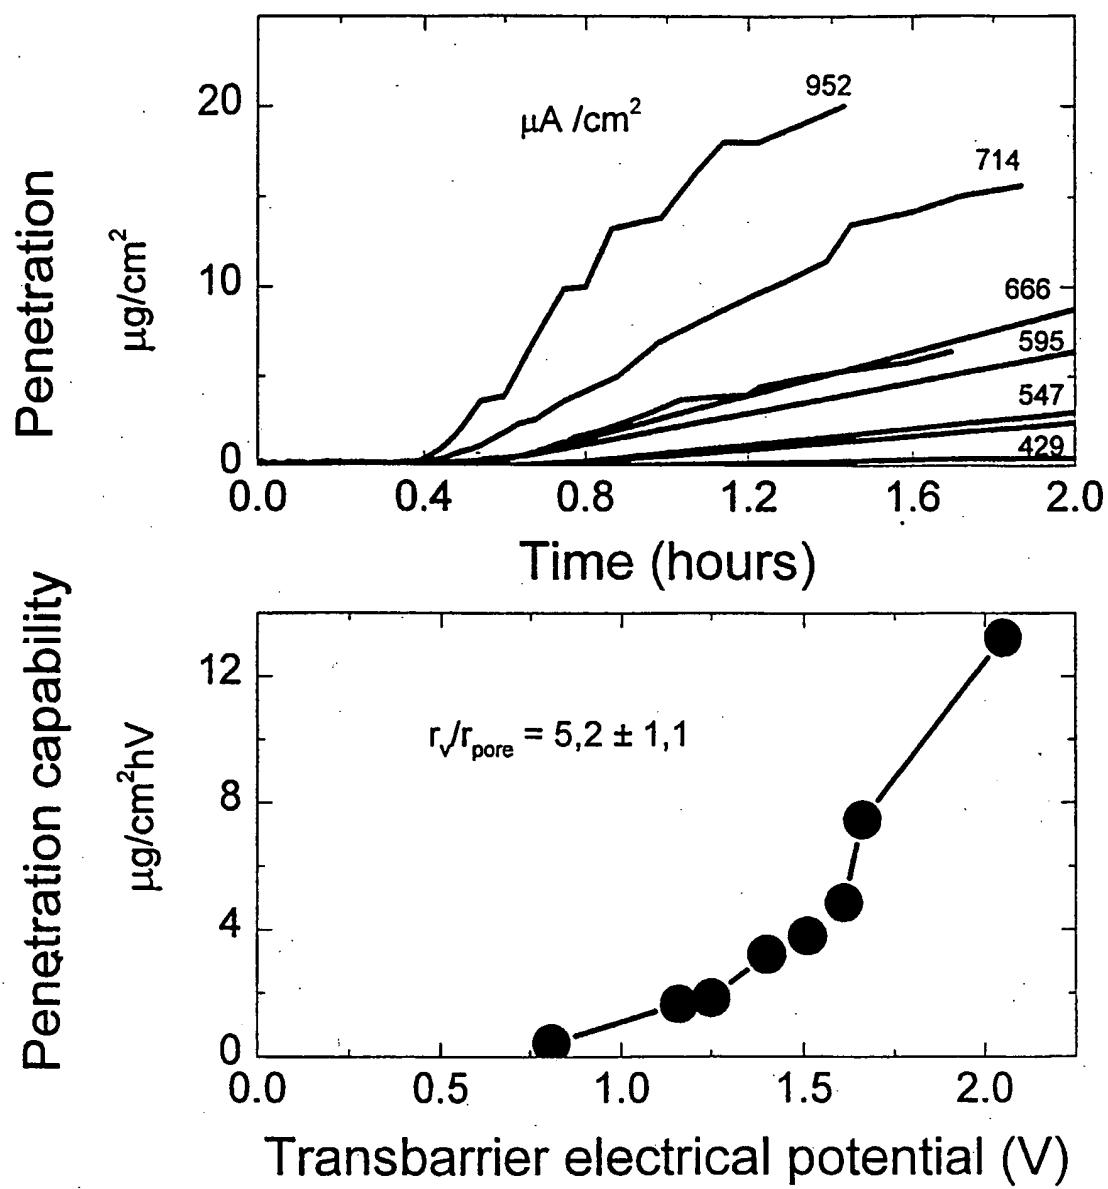 Penetration
μg/cm²
20
10
0
μA /cm²
952
714
666
595
547
429
0.0 0.4 0.8 1.2 1.6 2.0
Time (hours)
Penetration capability
μg/cm²hV
12
8
4
0
rᵥ/rpore = 5,2 ± 1,1
0.0 0.5 1.0 1.5 2.0
Transbarrier electrical potential (V)